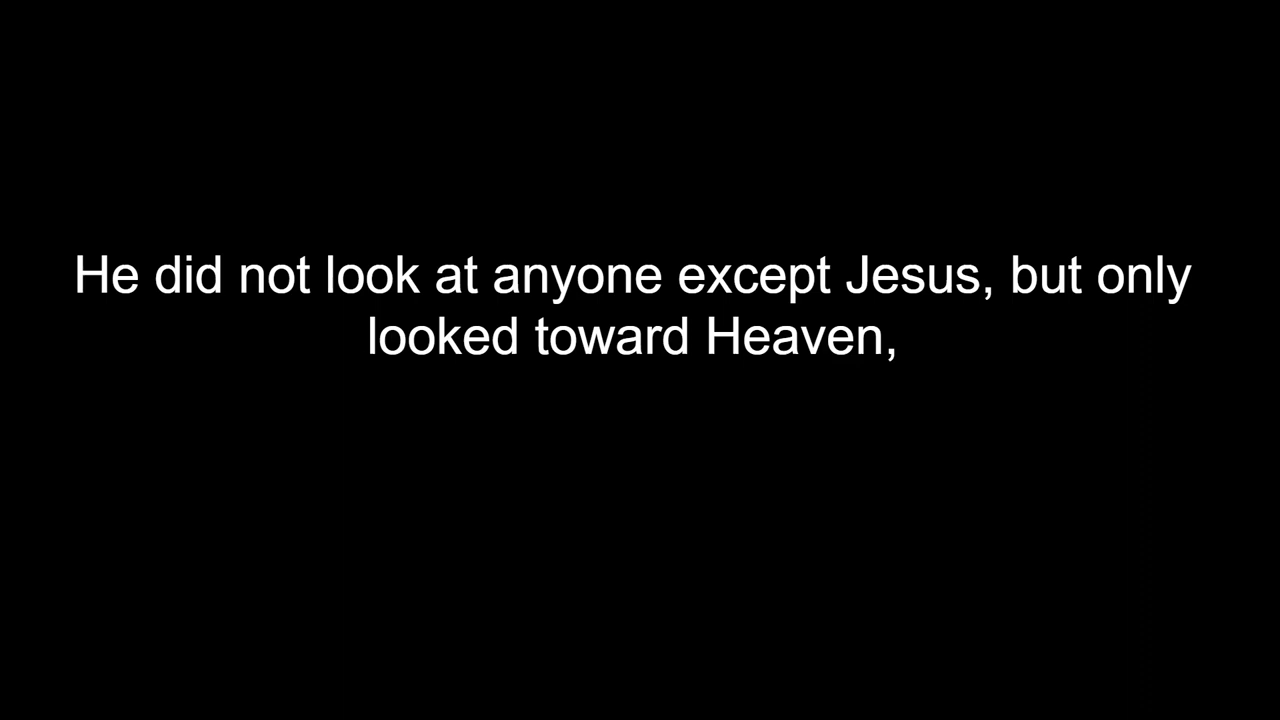 He did not look at anyone except Jesus, but only
looked toward Heaven,